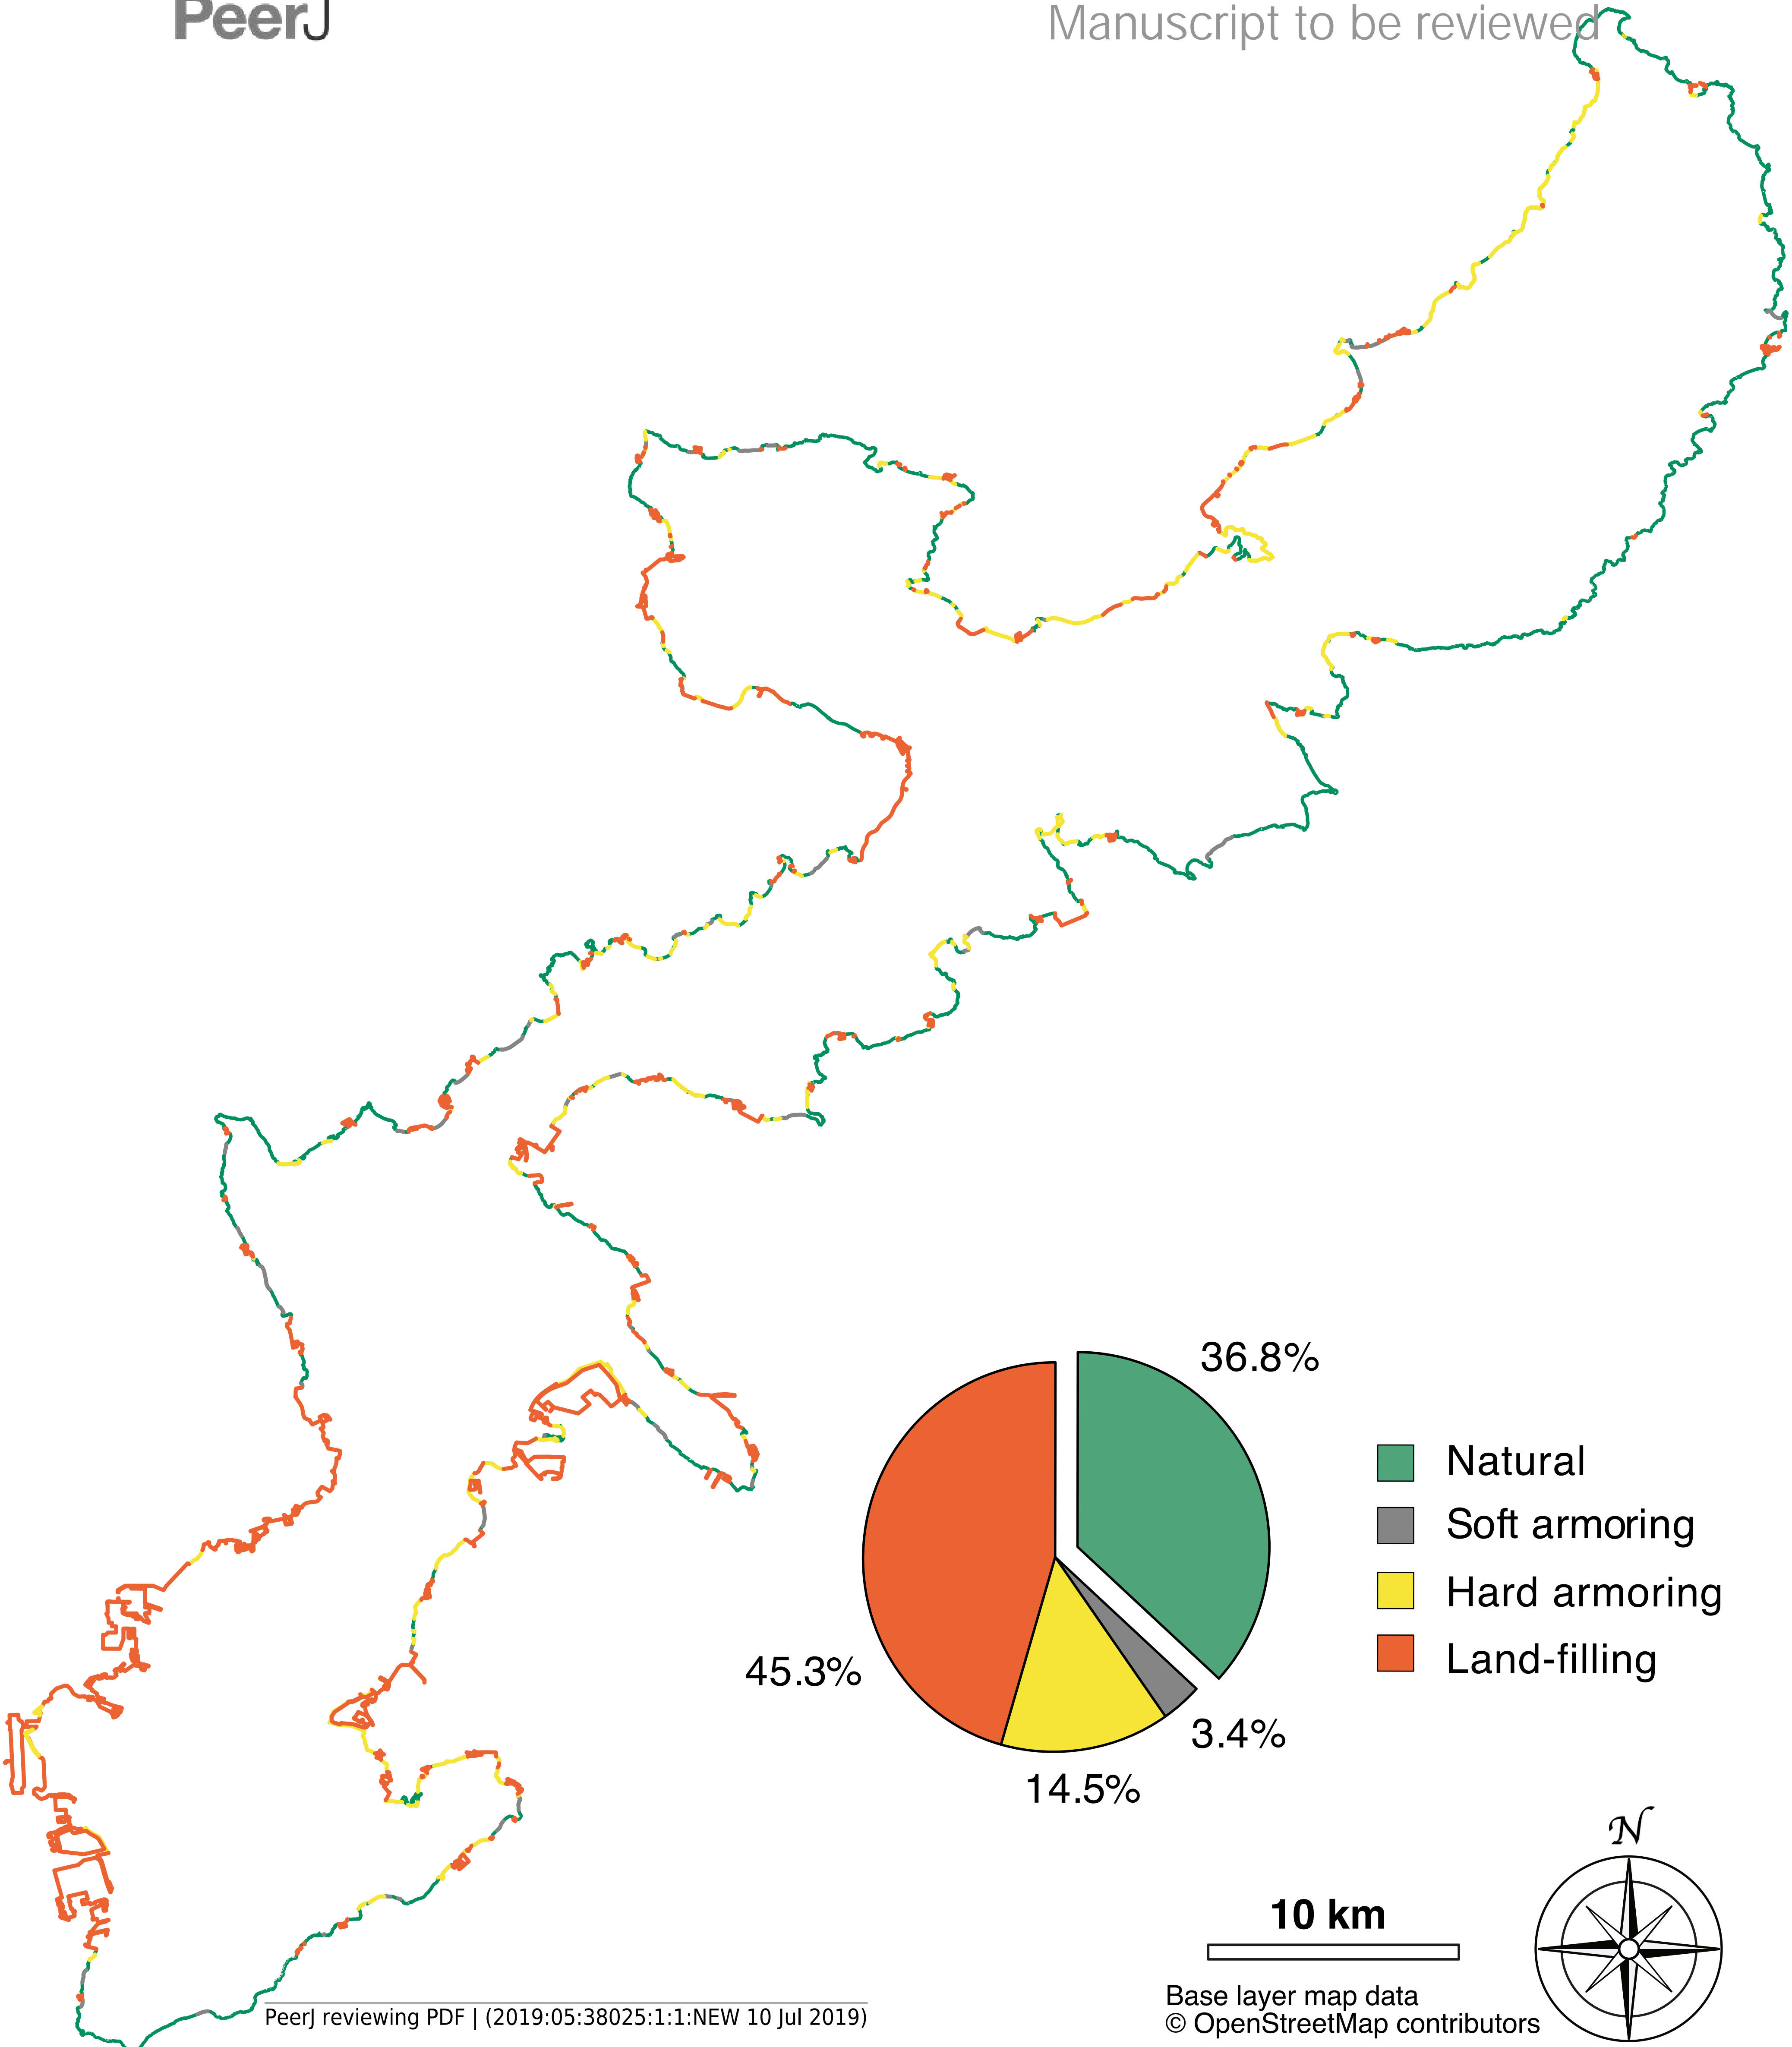 PeerJ
Manuscript to be reviewed
36.8%
Natural
Soft armoring
Hard armoring
Land-filling
45.3%
3.4%
14.5%
N
10 km
Base layer map data
© OpenStreetMap contributors
PeerJ reviewing PDF | (2019:05:38025:1:1:NEW 10 Jul 2019)